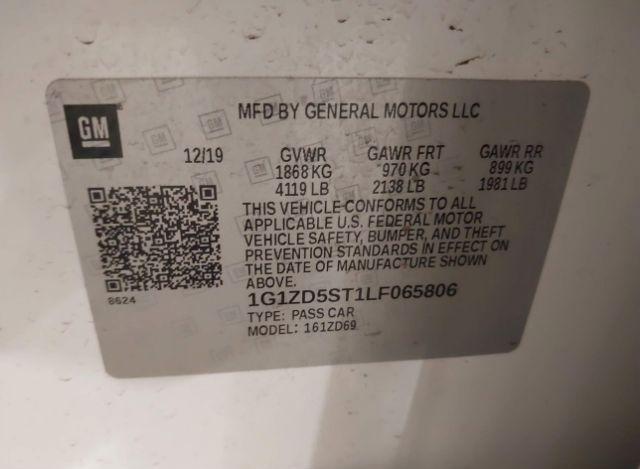 GM
MFD BY GENERAL MOTORS LLC
12/19 GVWR GAWR FRT GAWR RR
1868 KG 970 KG 899 KG
4119 LB 2138 LB 1981 LB
THIS VEHICLE CONFORMS TO ALL
APPLICABLE U.S. FEDERAL MOTOR
VEHICLE SAFETY, BUMPER, AND THEFT
PREVENTION STANDARDS IN EFFECT ON
THE DATE OF MANUFACTURE SHOWN
ABOVE.
8624
1G1ZD5ST1LF065806
TYPE: PASS CAR
MODEL: 161ZD69